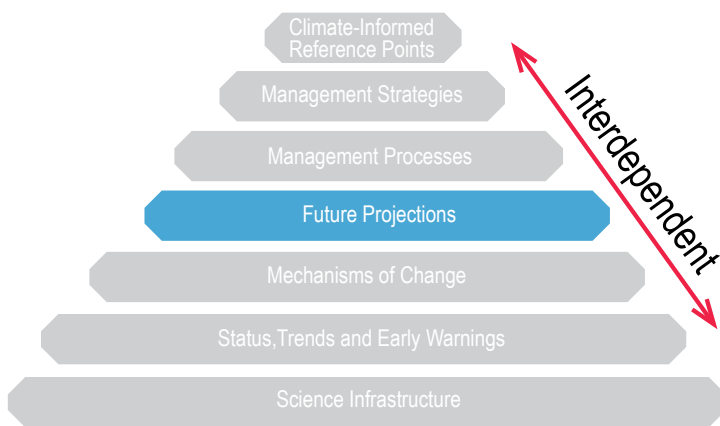 Climate-Informed
Reference Points
Management Strategies
Management Processes
Future Projections
Mechanisms of Change
Status,Trends and Early Warnings
Science Infrastructure
Interdependent